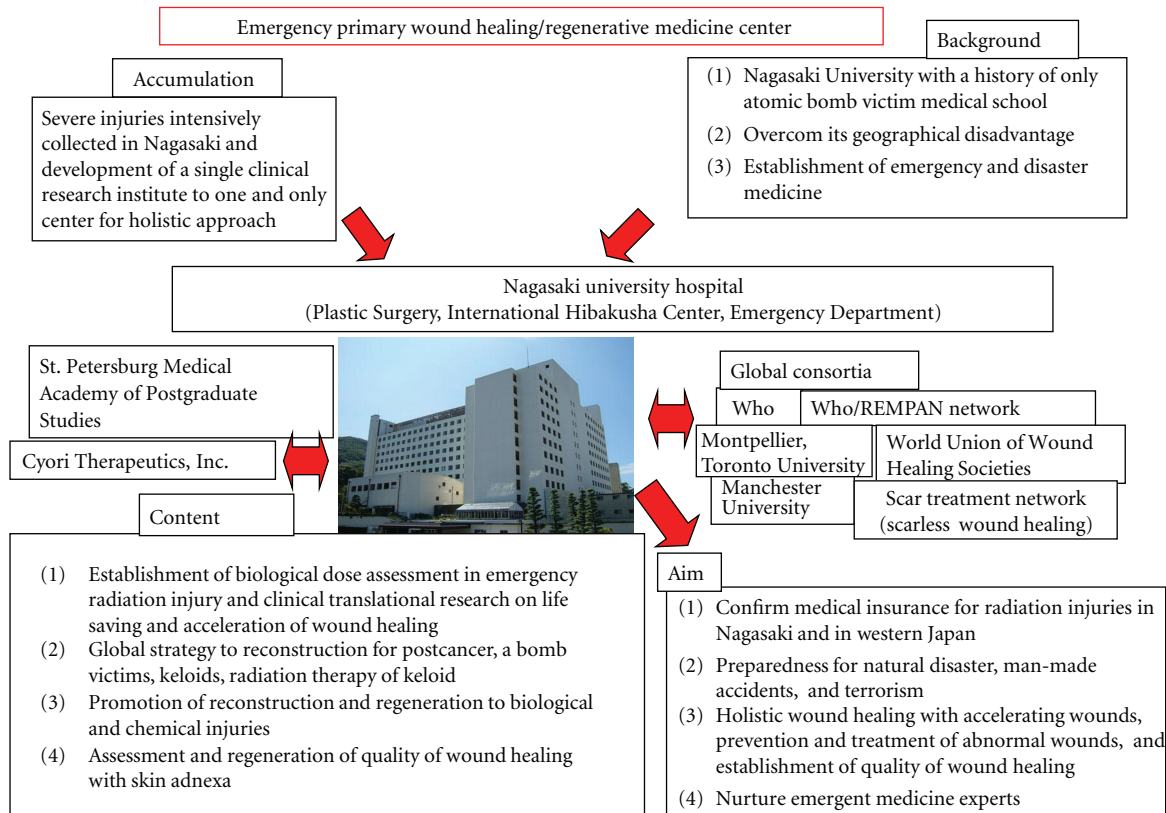 Emergency primary wound healing/regenerative medicine center
Accumulation
Severe injuries intensively
collected in Nagasaki and
development of a single clinical
research institute to one and only
center for holistic approach
Background
(1) Nagasaki University with a history of only
atomic bomb victim medical school
(2) Overcom its geographical disadvantage
(3) Establishment of emergency and disaster
medicine
Nagasaki university hospital
(Plastic Surgery, International Hibakusha Center, Emergency Department)
St. Petersburg Medical
Academy of Postgraduate
Studies
Cyori Therapeutics, Inc.
Global consortia
Who
Who/REMPAN network
Montpellier,
Toronto University
World Union of Wound
Healing Societies
Manchester
University
Scar treatment network
(scarless wound healing)
Content
(1) Establishment of biological dose assessment in emergency
radiation injury and clinical translational research on life
saving and acceleration of wound healing
(2) Global strategy to reconstruction for postcancer, a bomb
victims, keloids, radiation therapy of keloid
(3) Promotion of reconstruction and regeneration to biological
and chemical injuries
(4) Assessment and regeneration of quality of wound healing
with skin adnexa
Aim
(1) Confirm medical insurance for radiation injuries in
Nagasaki and in western Japan
(2) Preparedness for natural disaster, man-made
accidents, and terrorism
(3) Holistic wound healing with accelerating wounds,
prevention and treatment of abnormal wounds, and
establishment of quality of wound healing
(4) Nurture emergent medicine experts